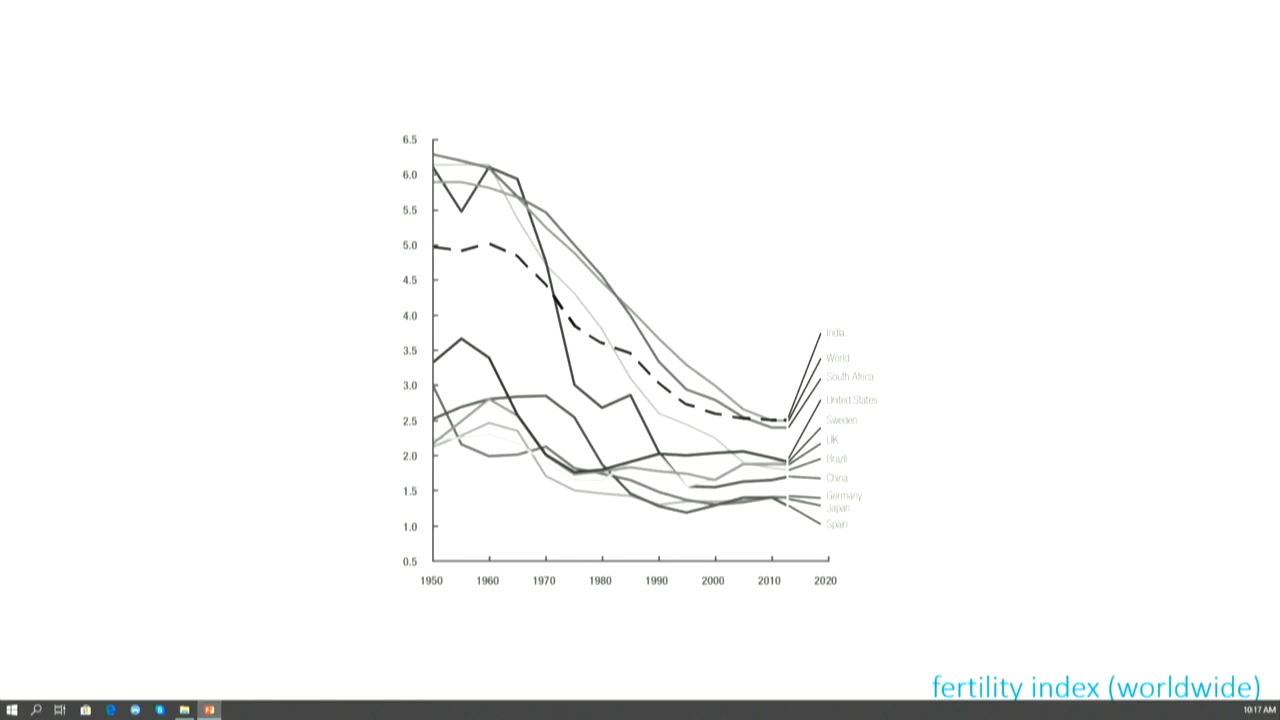 6.5
6.0
5.5
5.0
4.5
4.0
3.5
3.0
2.5
2.0
1.5
1.0
0.5
1950 1960 1970 1980 1990 2000 2010 2020
India
World
South Africa
United States
Sweden
UK
Brazil
China
Germany
Japan
Spain
fertility index (worldwide)
10:17 AM